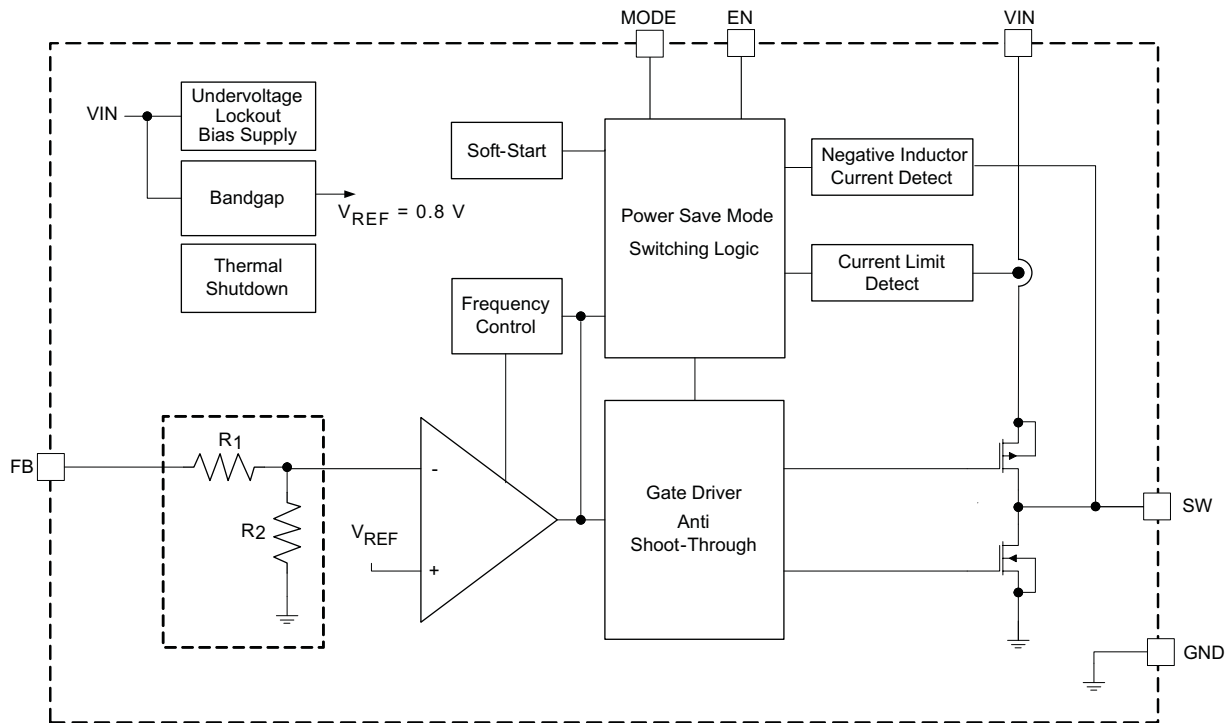 MODE
EN
VIN
VIN
Undervoltage
Lockout
Bias Supply
Bandgap
VREF = 0.8 V
Thermal
Shutdown
Soft-Start
Power Save Mode
Switching Logic
Negative Inductor
Current Detect
Current Limit
Detect
Frequency
Control
FB
R1
R2
VREF
-
+
Gate Driver
Anti
Shoot-Through
SW
GND